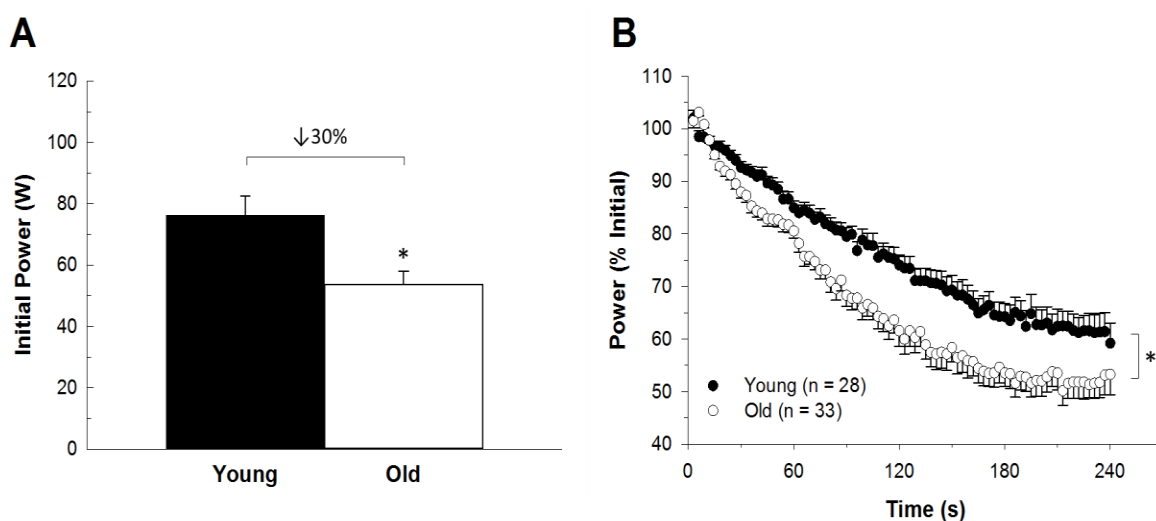 A
Initial Power (W)
120
100
80
60
40
20
0
↓30%
*
Young
Old
B
Power (% Initial)
110
100
90
80
70
60
50
40
Young (n = 28)
Old (n = 33)
*
0
60
120
180
240
Time (s)